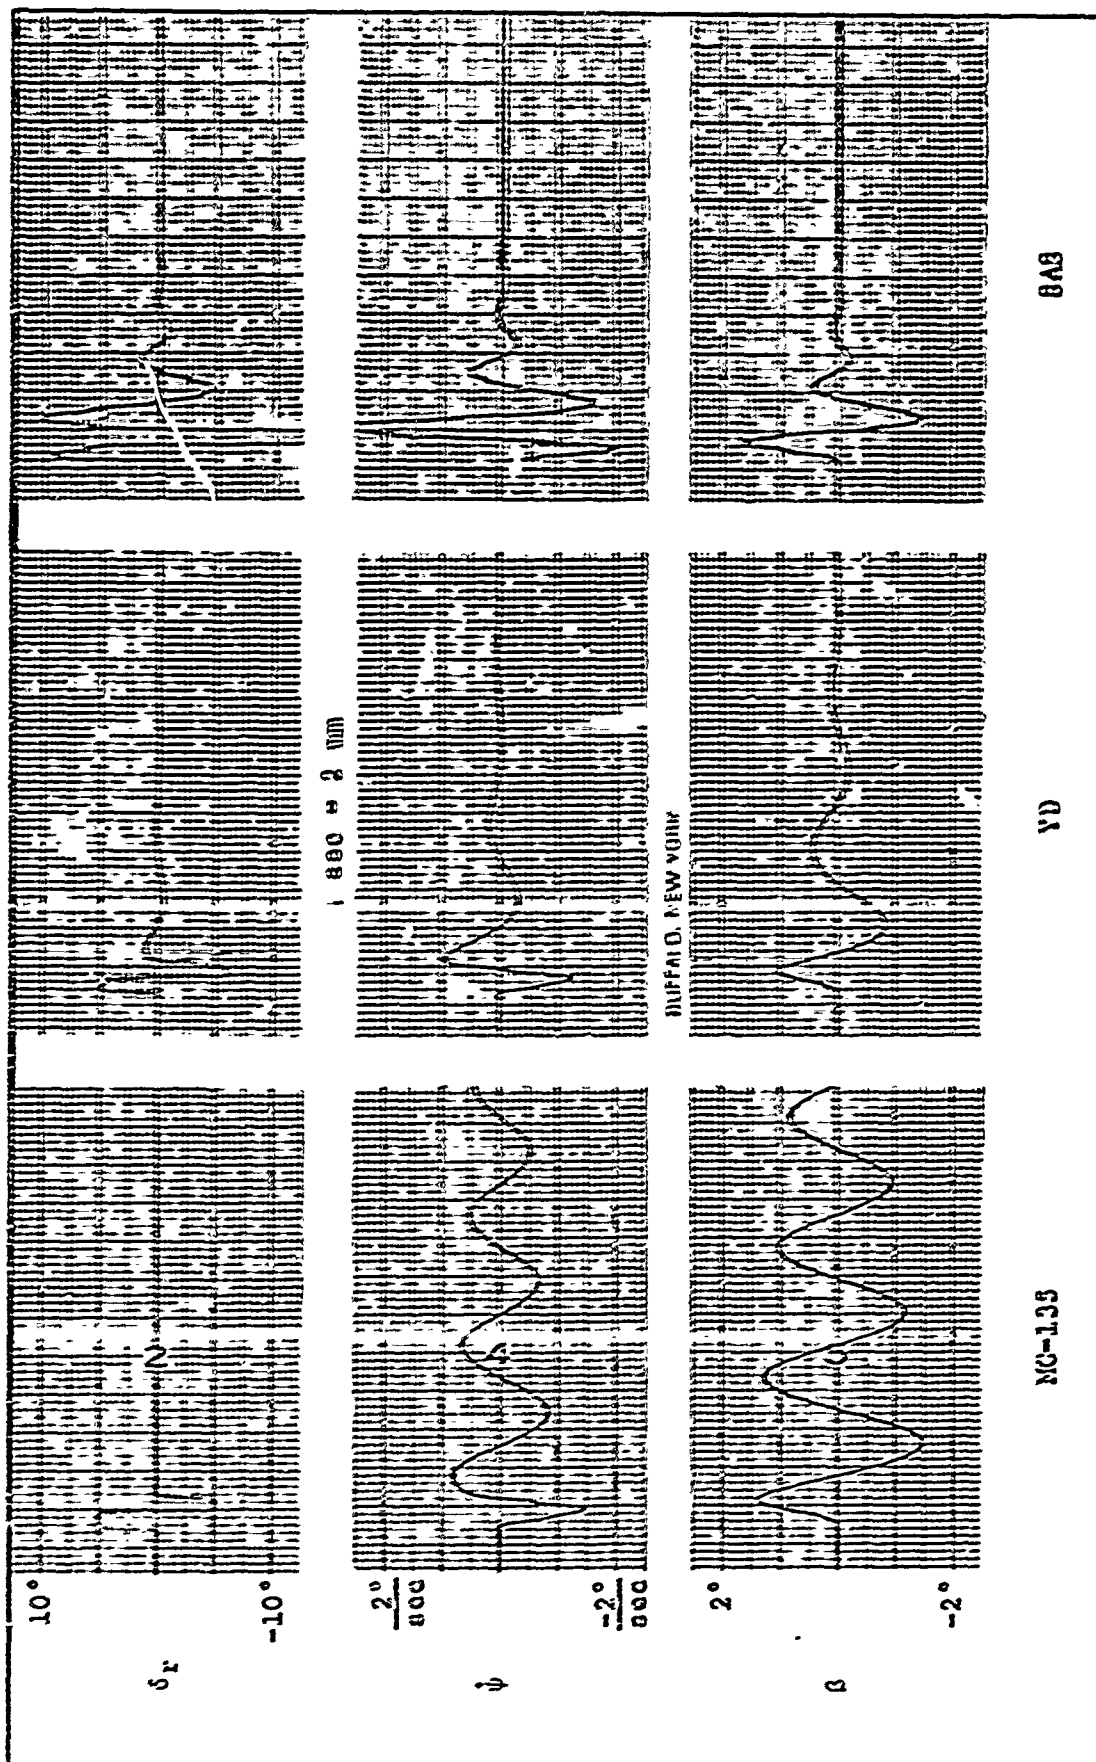 δr
10°
-10°
1 sec = 2 mm
ψ̇
2°
sec
-2°
sec
BUFFALO, NEW YORK
β
2°
-2°
NC-135
YD
BAS